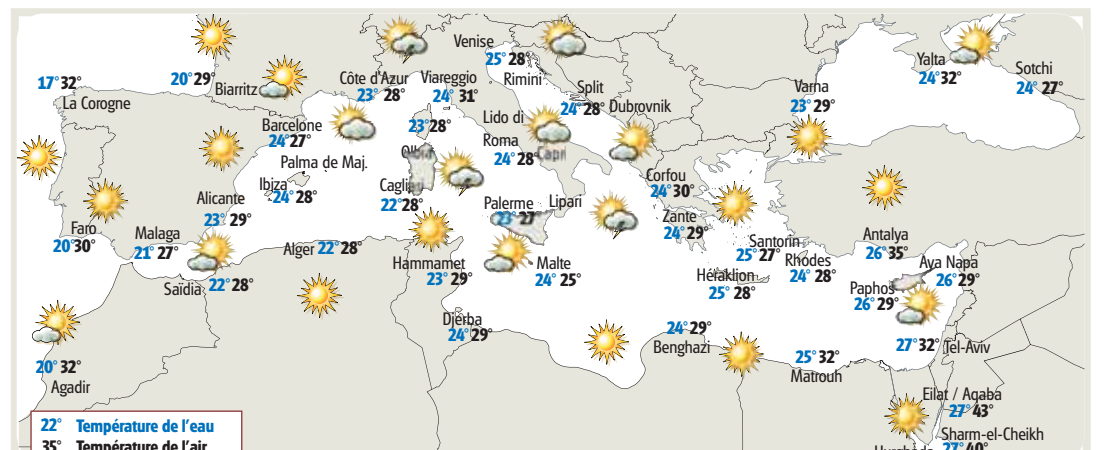 Venise
25° 28°
Rimini
17° 32°
La Corogne
20° 29°
Biarritz
Côte d'Azur
23° 28°
Viareggio
24° 31°
Split
24° 28°
Dubrovnik
Varna
23° 29°
Yalta
24° 32°
Sotchi
24° 27°
Barcelone
24° 27°
23° 28°
Olbia
Lido di
Roma
24° 28°
Capri
Palma de Maj.
Ibiza
24° 28°
Alicante
23° 29°
22° 28°
Palerme
23° 27°
Lipari
Corfou
24° 30°
Zante
24° 29°
Faro
20° 30°
Malaga
21° 27°
Alger 22° 28°
Saïdia 22° 28°
Hammamet
23° 29°
Malte
24° 25°
Santorin
25° 27°
Héraklion
25° 28°
Rhodes
24° 28°
Antalya
26° 35°
Aya Napa
26° 29°
Paphos
26° 29°
Djerba
24° 29°
24° 29°
Benghazi
25° 32°
Matrouh
27° 32°
Tel-Aviv
20° 32°
Agadir
Eilat / Aqaba
27° 43°
Sharm-el-Cheikh
27° 40°
22° Température de l'eau
35° Température de l'air